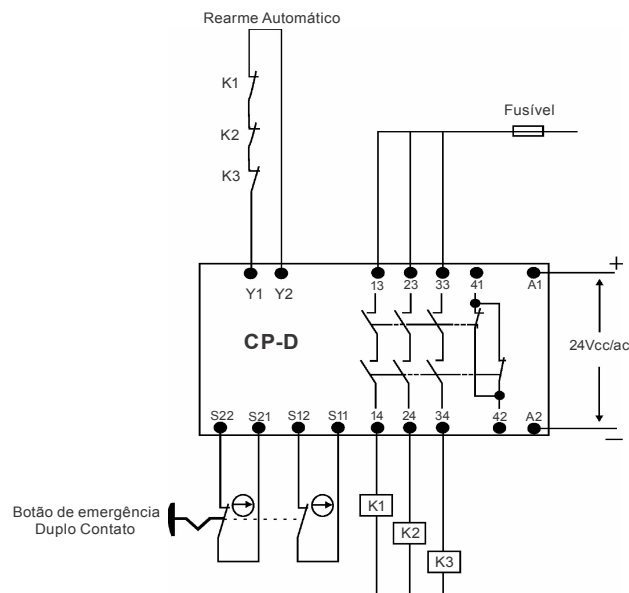 Rearme Automático
K1
K2
K3
Fusível
Y1 Y2
13 23 33 41 A1
+
CP-D
24Vcc/ac
S22 S21 S12 S11 14 24 34 42 A2
−
Botão de emergência
Duplo Contato
K1
K2
K3